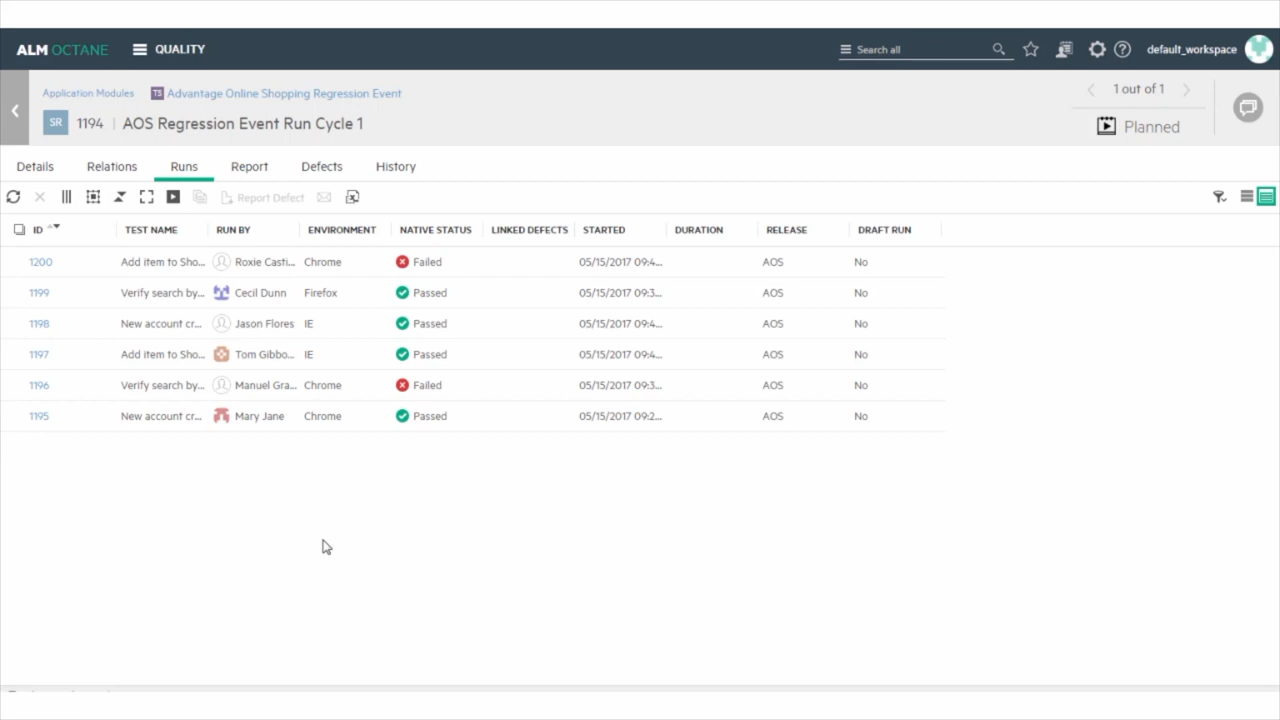 ALM OCTANE QUALITY Search all default_workspace
Application Modules TS Advantage Online Shopping Regression Event 1 out of 1
SR 1194 | AOS Regression Event Run Cycle 1 Planned
Details Relations Runs Report Defects History
Report Defect
ID TEST NAME RUN BY ENVIRONMENT NATIVE STATUS LINKED DEFECTS STARTED DURATION RELEASE DRAFT RUN
1200 Add item to Sho... Roxie Casti... Chrome Failed 05/15/2017 09:4... AOS No
1199 Verify search by... Cecil Dunn Firefox Passed 05/15/2017 09:3... AOS No
1198 New account cr... Jason Flores IE Passed 05/15/2017 09:4... AOS No
1197 Add item to Sho... Tom Gibbo... IE Passed 05/15/2017 09:4... AOS No
1196 Verify search by... Manuel Gra... Chrome Failed 05/15/2017 09:3... AOS No
1195 New account cr... Mary Jane Chrome Passed 05/15/2017 09:2... AOS No